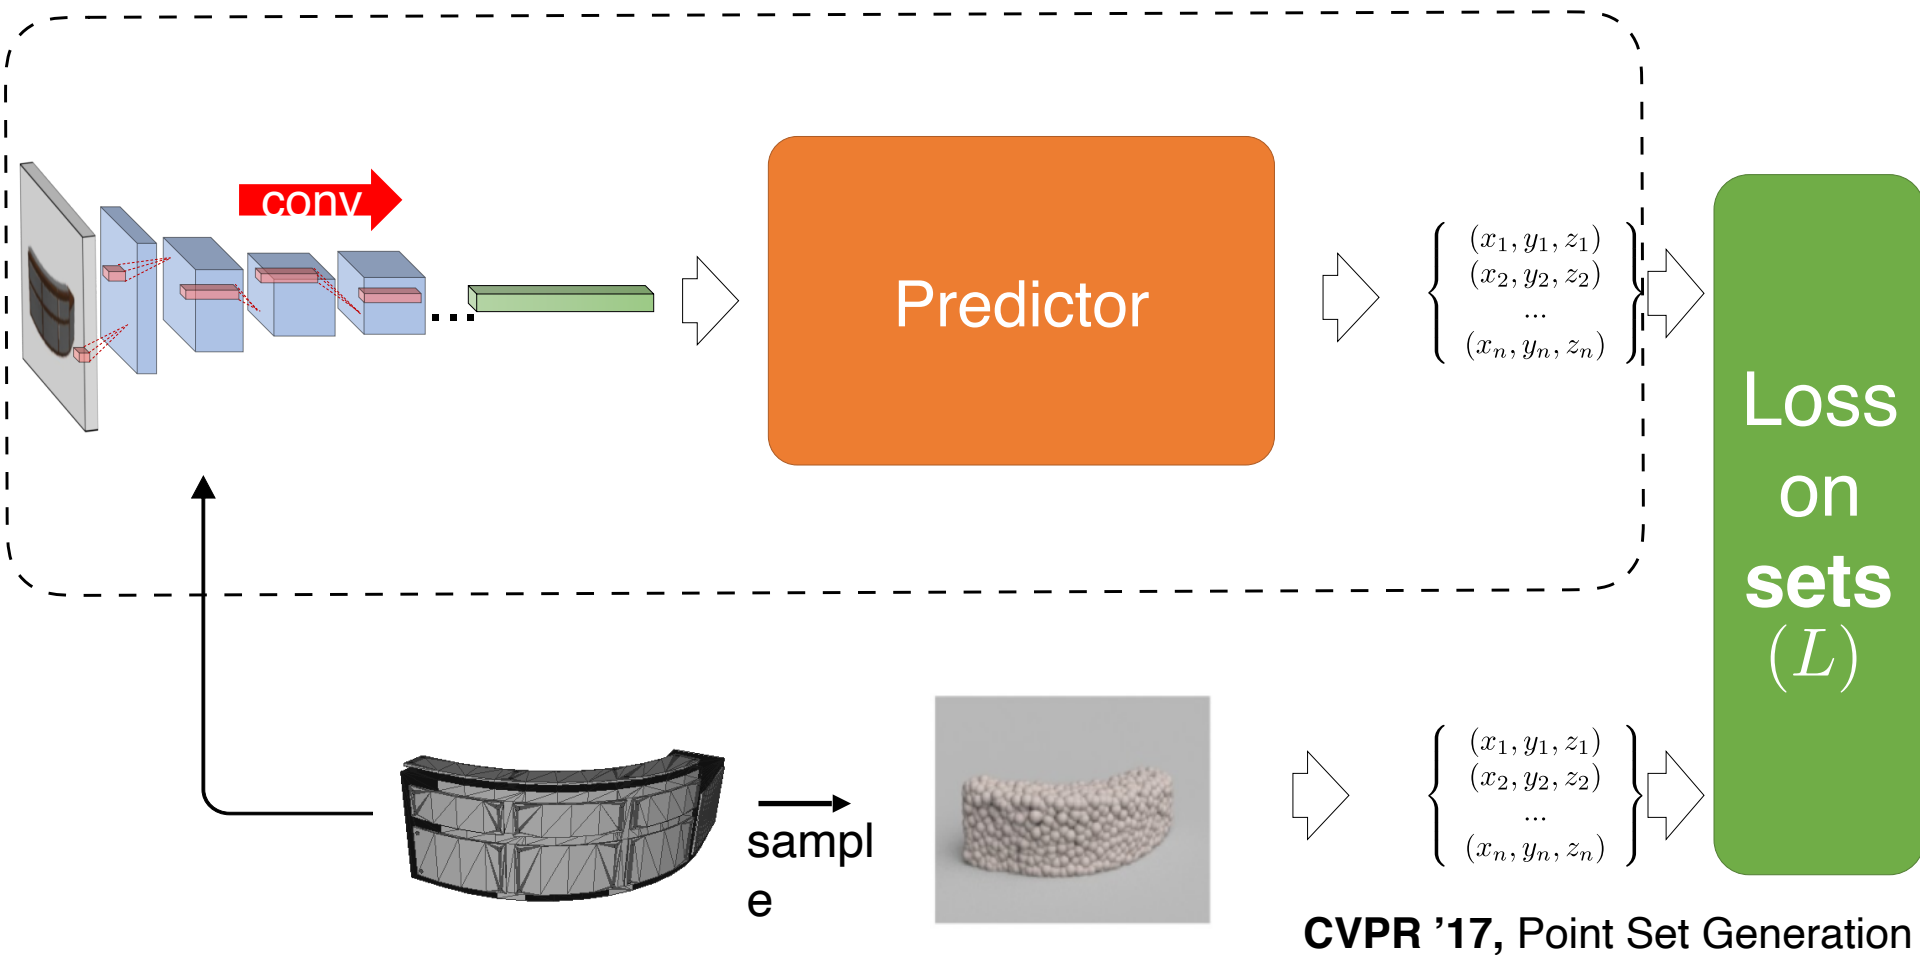 conv
Predictor
(x₁, y₁, z₁)
(x₂, y₂, z₂)
...
(xₙ, yₙ, zₙ)
Loss
on
sets
(L)
sampl
e
(x₁, y₁, z₁)
(x₂, y₂, z₂)
...
(xₙ, yₙ, zₙ)
CVPR ’17, Point Set Generation